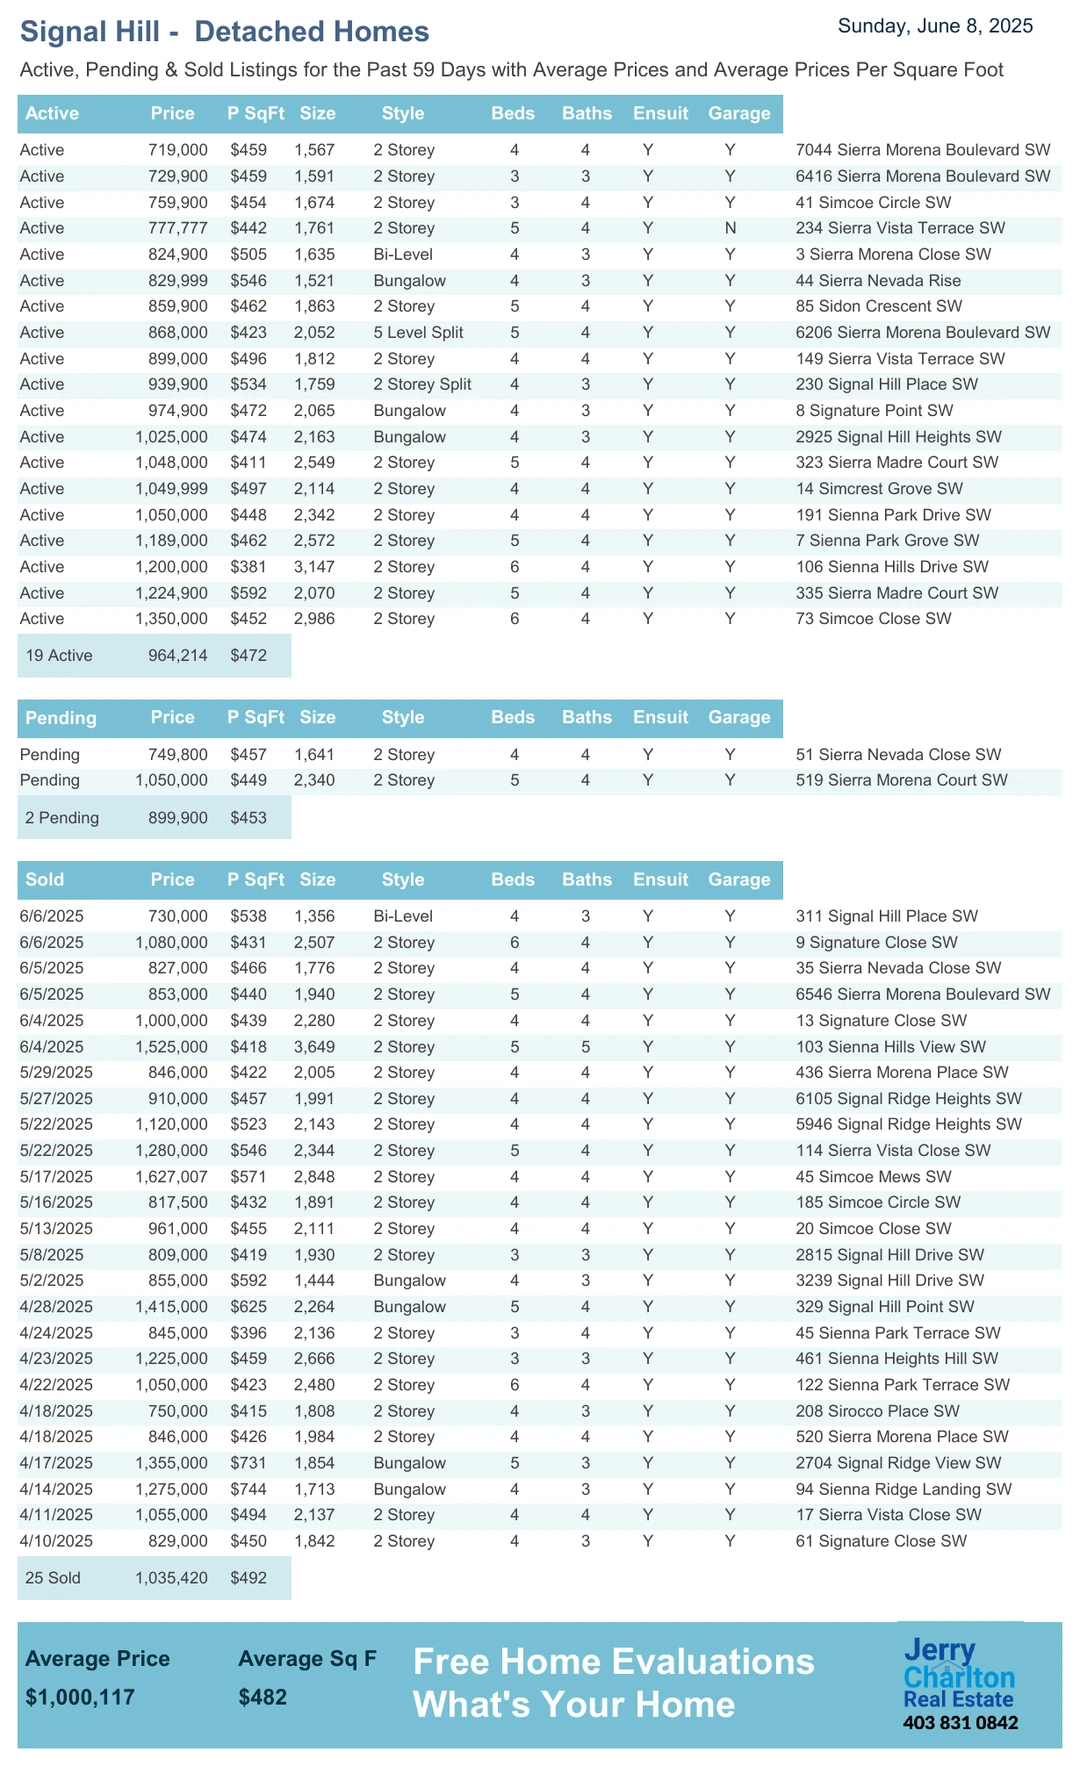 Signal Hill - Detached Homes
Sunday, June 8, 2025
Active, Pending & Sold Listings for the Past 59 Days with Average Prices and Average Prices Per Square Foot
Active Price P SqFt Size Style Beds Baths Ensuit Garage
Active 719,000 $459 1,567 2 Storey 4 4 Y Y 7044 Sierra Morena Boulevard SW
Active 729,900 $459 1,591 2 Storey 3 3 Y Y 6416 Sierra Morena Boulevard SW
Active 759,900 $454 1,674 2 Storey 3 4 Y Y 41 Simcoe Circle SW
Active 777,777 $442 1,761 2 Storey 5 4 Y N 234 Sierra Vista Terrace SW
Active 824,900 $505 1,635 Bi-Level 4 3 Y Y 3 Sierra Morena Close SW
Active 829,999 $546 1,521 Bungalow 4 3 Y Y 44 Sierra Nevada Rise
Active 859,900 $462 1,863 2 Storey 5 4 Y Y 85 Sidon Crescent SW
Active 868,000 $423 2,052 5 Level Split 5 4 Y Y 6206 Sierra Morena Boulevard SW
Active 899,000 $496 1,812 2 Storey 4 4 Y Y 149 Sierra Vista Terrace SW
Active 939,900 $534 1,759 2 Storey Split 4 3 Y Y 230 Signal Hill Place SW
Active 974,900 $472 2,065 Bungalow 4 3 Y Y 8 Signature Point SW
Active 1,025,000 $474 2,163 Bungalow 4 3 Y Y 2925 Signal Hill Heights SW
Active 1,048,000 $411 2,549 2 Storey 5 4 Y Y 323 Sierra Madre Court SW
Active 1,049,999 $497 2,114 2 Storey 4 4 Y Y 14 Simcrest Grove SW
Active 1,050,000 $448 2,342 2 Storey 4 4 Y Y 191 Sienna Park Drive SW
Active 1,189,000 $462 2,572 2 Storey 5 4 Y Y 7 Sienna Park Grove SW
Active 1,200,000 $381 3,147 2 Storey 6 4 Y Y 106 Sienna Hills Drive SW
Active 1,224,900 $592 2,070 2 Storey 5 4 Y Y 335 Sierra Madre Court SW
Active 1,350,000 $452 2,986 2 Storey 6 4 Y Y 73 Simcoe Close SW
19 Active 964,214 $472
Pending Price P SqFt Size Style Beds Baths Ensuit Garage
Pending 749,800 $457 1,641 2 Storey 4 4 Y Y 51 Sierra Nevada Close SW
Pending 1,050,000 $449 2,340 2 Storey 5 4 Y Y 519 Sierra Morena Court SW
2 Pending 899,900 $453
Sold Price P SqFt Size Style Beds Baths Ensuit Garage
6/6/2025 730,000 $538 1,356 Bi-Level 4 3 Y Y 311 Signal Hill Place SW
6/6/2025 1,080,000 $431 2,507 2 Storey 6 4 Y Y 9 Signature Close SW
6/5/2025 827,000 $466 1,776 2 Storey 4 4 Y Y 35 Sierra Nevada Close SW
6/5/2025 853,000 $440 1,940 2 Storey 5 4 Y Y 6546 Sierra Morena Boulevard SW
6/4/2025 1,000,000 $439 2,280 2 Storey 4 4 Y Y 13 Signature Close SW
6/4/2025 1,525,000 $418 3,649 2 Storey 5 5 Y Y 103 Sienna Hills View SW
5/29/2025 846,000 $422 2,005 2 Storey 4 4 Y Y 436 Sierra Morena Place SW
5/27/2025 910,000 $457 1,991 2 Storey 4 4 Y Y 6105 Signal Ridge Heights SW
5/22/2025 1,120,000 $523 2,143 2 Storey 4 4 Y Y 5946 Signal Ridge Heights SW
5/22/2025 1,280,000 $546 2,344 2 Storey 5 4 Y Y 114 Sierra Vista Close SW
5/17/2025 1,627,007 $571 2,848 2 Storey 4 4 Y Y 45 Simcoe Mews SW
5/16/2025 817,500 $432 1,891 2 Storey 4 4 Y Y 185 Simcoe Circle SW
5/13/2025 961,000 $455 2,111 2 Storey 4 4 Y Y 20 Simcoe Close SW
5/8/2025 809,000 $419 1,930 2 Storey 3 3 Y Y 2815 Signal Hill Drive SW
5/2/2025 855,000 $592 1,444 Bungalow 4 3 Y Y 3239 Signal Hill Drive SW
4/28/2025 1,415,000 $625 2,264 Bungalow 5 4 Y Y 329 Signal Hill Point SW
4/24/2025 845,000 $396 2,136 2 Storey 3 4 Y Y 45 Sienna Park Terrace SW
4/23/2025 1,225,000 $459 2,666 2 Storey 3 3 Y Y 461 Sienna Heights Hill SW
4/22/2025 1,050,000 $423 2,480 2 Storey 6 4 Y Y 122 Sienna Park Terrace SW
4/18/2025 750,000 $415 1,808 2 Storey 4 3 Y Y 208 Sirocco Place SW
4/18/2025 846,000 $426 1,984 2 Storey 4 4 Y Y 520 Sierra Morena Place SW
4/17/2025 1,355,000 $731 1,854 Bungalow 5 3 Y Y 2704 Signal Ridge View SW
4/14/2025 1,275,000 $744 1,713 Bungalow 4 3 Y Y 94 Sienna Ridge Landing SW
4/11/2025 1,055,000 $494 2,137 2 Storey 4 4 Y Y 17 Sierra Vista Close SW
4/10/2025 829,000 $450 1,842 2 Storey 4 3 Y Y 61 Signature Close SW
25 Sold 1,035,420 $492
Average Price Average Sq F
$1,000,117 $482
Free Home Evaluations
What's Your Home
Jerry
Charlton
Real Estate
403 831 0842